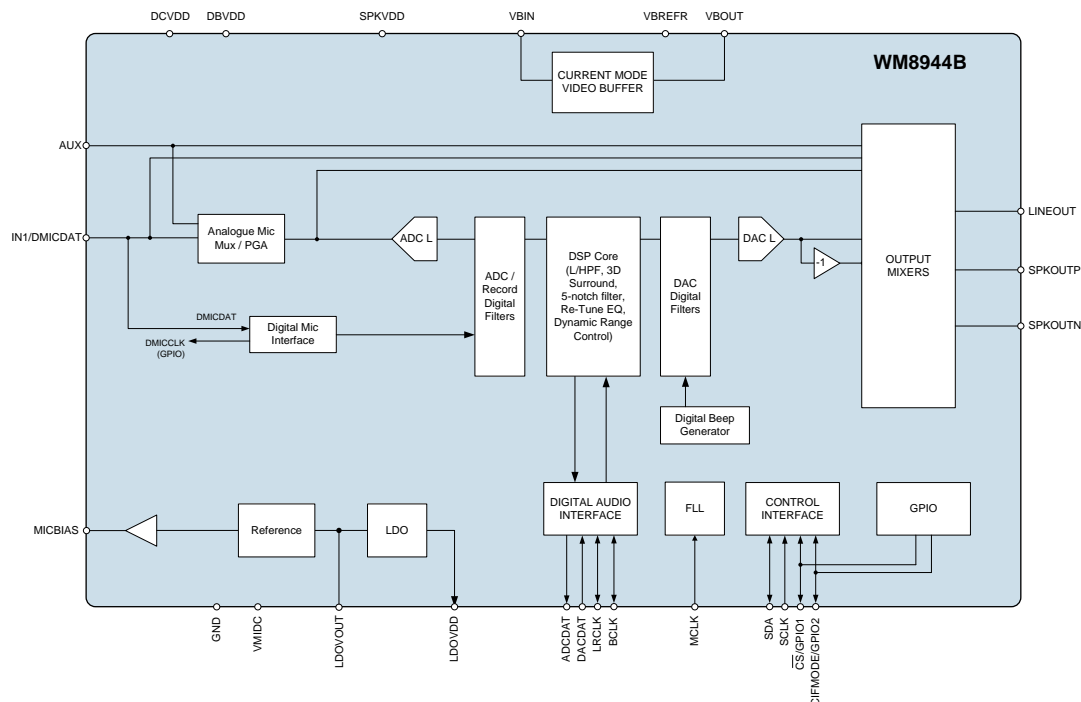 DCVDD
DBVDD
SPKVDD
VBIN
VBREFR
VBOUT
WM8944B
CURRENT MODE
VIDEO BUFFER
AUX
IN1/DMICDAT
Analogue Mic
Mux / PGA
ADC L
ADC /
Record
Digital
Filters
DSP Core
(L/HPF, 3D
Surround,
5-notch filter,
Re-Tune EQ,
Dynamic Range
Control)
DAC
Digital
Filters
DAC L
-1
OUTPUT
MIXERS
LINEOUT
SPKOUTP
SPKOUTN
DMICDAT
DMICCLK
(GPIO)
Digital Mic
Interface
Digital Beep
Generator
MICBIAS
Reference
LDO
DIGITAL AUDIO
INTERFACE
FLL
CONTROL
INTERFACE
GPIO
GND
VMIDC
LDOVOUT
LDOVDD
ADCDAT
DACDAT
LRCLK
BCLK
MCLK
SDA
SCLK
CS/GPIO1
CIFMODE/GPIO2